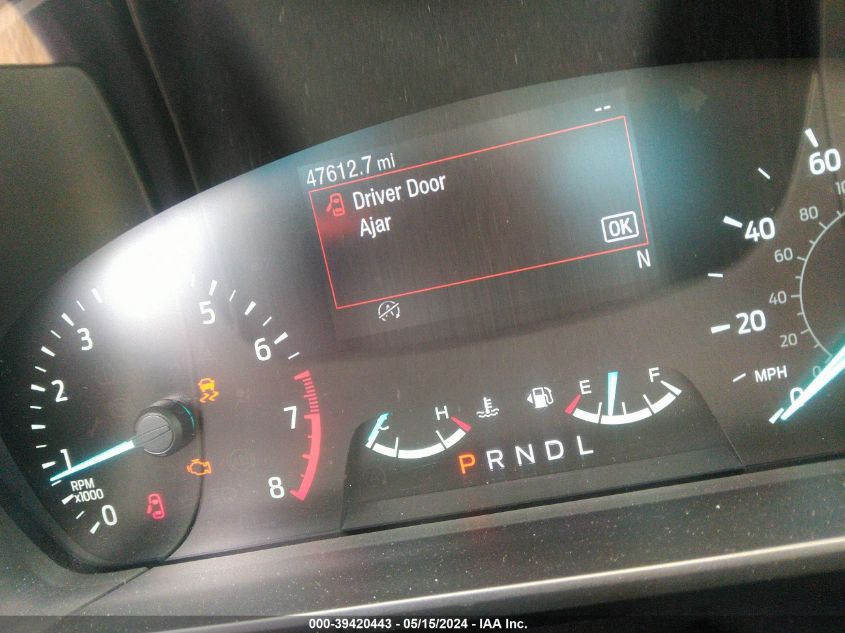 --
47612.7 mi
Driver Door
Ajar
OK
N
0
1
2
3
5
6
7
8
RPM
x1000
C
H
E
F
P R N D L
0
20
40
60
0
20
40
60
80
MPH
000-39420443 - 05/15/2024 - IAA Inc.